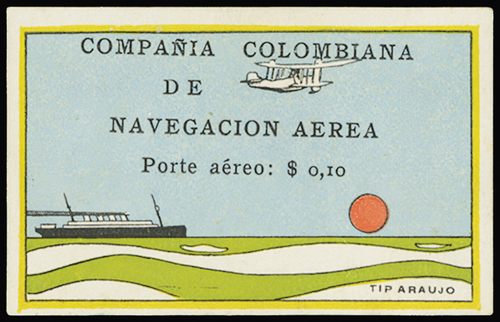 COMPAÑIA COLOMBIANA
DE
NAVEGACION AEREA
Porte aéreo: $ 0,10
TIP ARAUJO